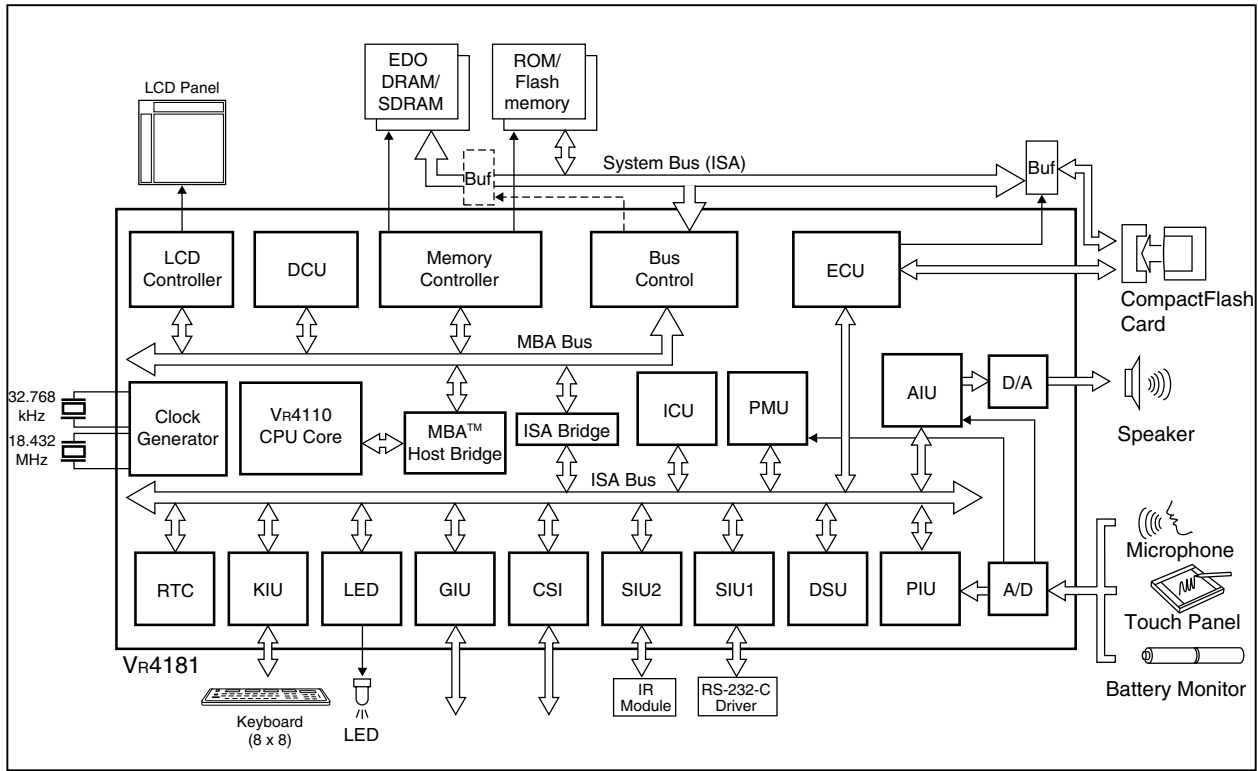 EDO
DRAM/
SDRAM
ROM/
Flash
memory
LCD Panel
System Bus (ISA)
Buf
Buf
LCD
Controller
DCU
Memory
Controller
Bus
Control
ECU
CompactFlash
Card
MBA Bus
32.768
kHz
18.432
MHz
Clock
Generator
VR4110
CPU Core
MBA™
Host Bridge
ISA Bridge
ICU
PMU
AIU
D/A
Speaker
ISA Bus
RTC
KIU
LED
GIU
CSI
SIU2
SIU1
DSU
PIU
A/D
Microphone
Touch Panel
Battery Monitor
VR4181
Keyboard
(8 x 8)
LED
IR
Module
RS-232-C
Driver